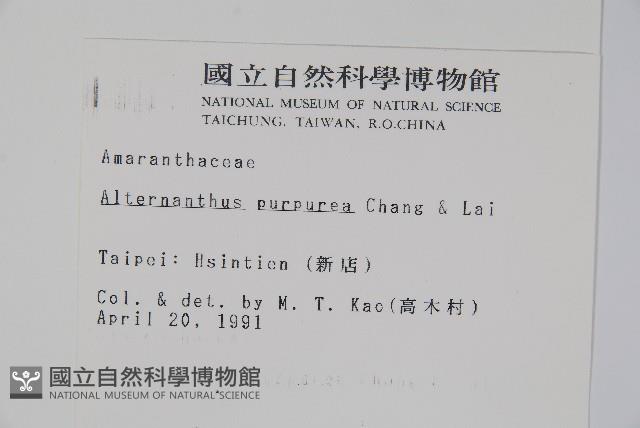 國立自然科學博物館
NATIONAL MUSEUM OF NATURAL SCIENCE
TAICHUNG, TAIWAN, R.O.CHINA
Amaranthaceae
Alternanthus purpurea Chang & Lai
Taipei: Hsintien (新店)
Col. & det. by M. T. Kao(高木村)
April 20, 1991
國立自然科學博物館
NATIONAL MUSEUM OF NATURAL SCIENCE